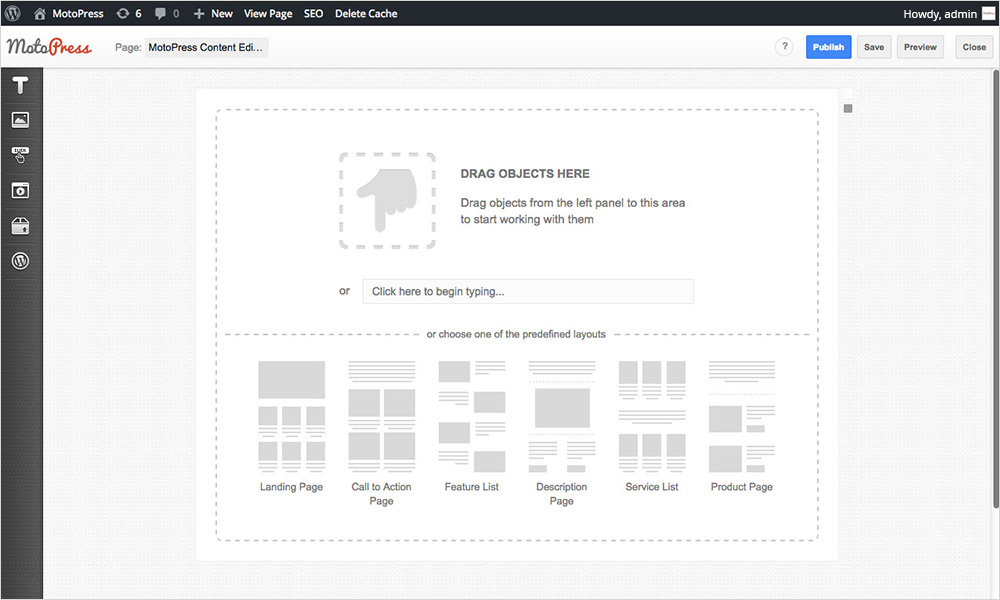 MotoPress 6 0 New View Page SEO Delete Cache Howdy, admin
MotoPress Page: MotoPress Content Edi... ? Publish Save Preview Close
T
CLICK
DRAG OBJECTS HERE
Drag objects from the left panel to this area
to start working with them
or Click here to begin typing...
or choose one of the predefined layouts
Landing Page
Call to Action
Page
Feature List
Description
Page
Service List
Product Page